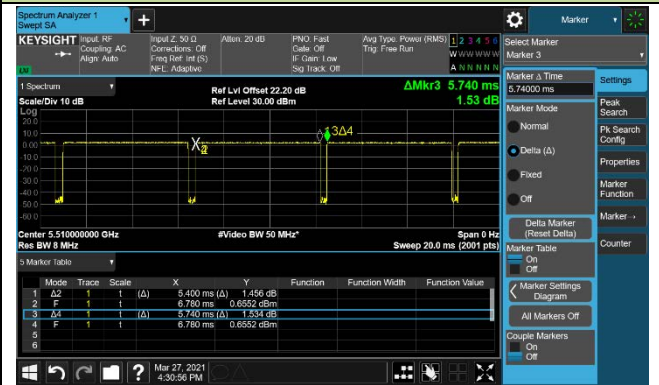 Spectrum Analyzer 1
Swept SA
+
Marker
KEYSIGHT
Input: RF
Coupling: AC
Align: Auto
Input Z: 50 Ω
Corrections: Off
Freq Ref: Int (S)
NFE: Adaptive
Atten: 20 dB
PNO: Fast
Gate: Off
IF Gain: Low
Sig Track: Off
Avg Type: Power (RMS)
Trig: Free Run
1 2 3 4 5 6
W W W W W W
A N N N N N
Select Marker
Marker 3
LXI
1 Spectrum
Scale/Div 10 dB
Log
Ref Lvl Offset 22.20 dB
Ref Level 30.00 dBm
ΔMkr3 5.740 ms
1.53 dB
20.0
10.0
0.00
-10.0
-20.0
-30.0
-40.0
-50.0
-60.0
13Δ4
Center 5.510000000 GHz
Res BW 8 MHz
#Video BW 50 MHz*
Span 0 Hz
Sweep 20.0 ms (2001 pts)
5 Marker Table
Mode Trace Scale X Y Function Function Width Function Value
1 Δ2 1 t (Δ) 5.400 ms (Δ) 1.456 dB
2 F 1 t 6.780 ms 0.6552 dBm
3 Δ4 1 t (Δ) 5.740 ms (Δ) 1.534 dB
4 F 1 t 6.780 ms 0.6552 dBm
5
6
Marker Δ Time
5.74000 ms
Marker Mode
Normal
Delta (Δ)
Fixed
Off
Delta Marker
(Reset Delta)
Marker Table
On
Off
Marker Settings
Diagram
All Markers Off
Couple Markers
On
Off
Settings
Peak
Search
Pk Search
Config
Properties
Marker
Function
Marker→
Counter
?
Mar 27, 2021
4:30:56 PM